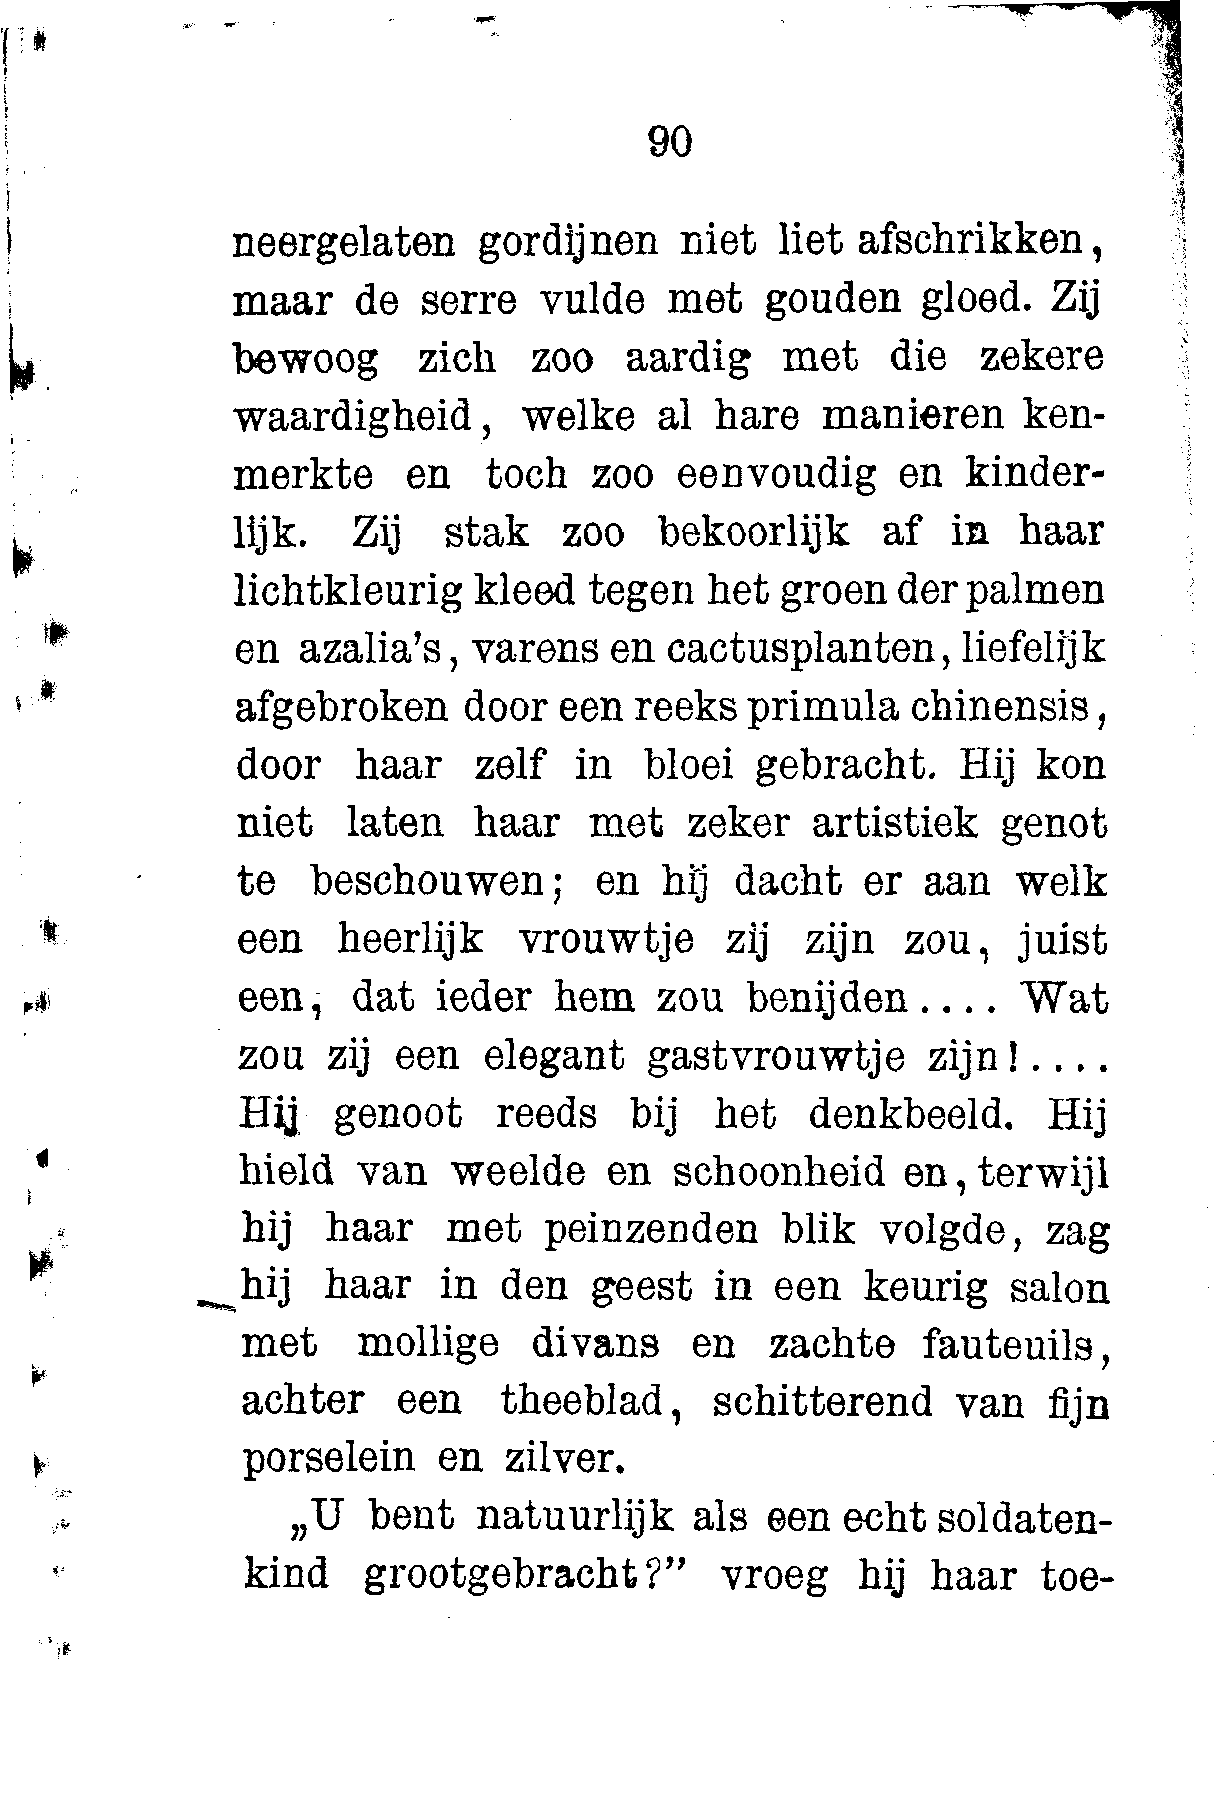 90
neergelaten gordijnen niet liet afschrikken,
maar de serre vulde met gouden gloed. Zij
bewoog zich zoo aardig met die zekere
waardigheid, welke al hare manieren ken-
merkte en toch zoo eenvoudig en kinder-
lijk. Zij stak zoo bekoorlijk af in haar
lichtkleurig kleed tegen het groen der palmen
en azalia's, varens en cactusplanten, liefelijk
afgebroken door een reeks primula chinensis,
door haar zelf in bloei gebracht. Hij kon
niet laten haar met zeker artistiek genot
te beschouwen; en hij dacht er aan welk
een heerlijk vrouwtje zij zijn zou, juist
een, dat ieder hem zou benijden.... Wat
zou zij een elegant gastvrouwtje zijn!....
Hij genoot reeds bij het denkbeeld. Hij
hield van weelde en schoonheid en, terwijl
hij haar met peinzenden blik volgde, zag
hij haar in den geest in een keurig salon
met mollige divans en zachte fauteuils,
achter een theeblad, schitterend van fijn
porselein en zilver.
„U bent natuurlijk als een echt soldaten-
kind grootgebracht?” vroeg hij haar toe-